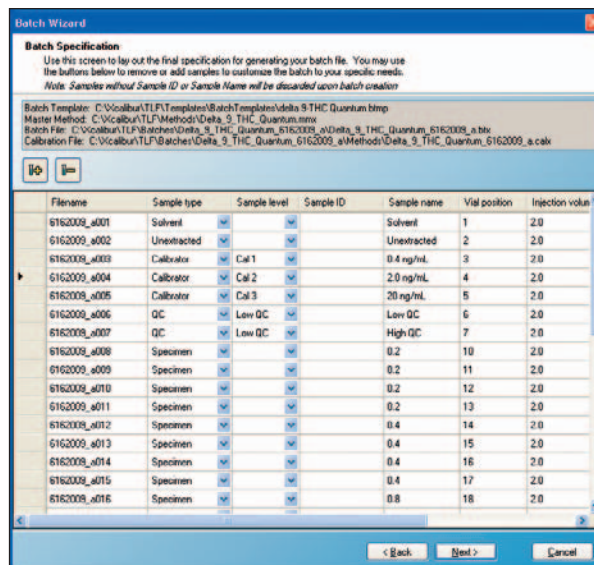 Batch Wizard
Batch Specification
Use this screen to lay out the final specification for generating your batch file. You may use
the buttons below to remove or add samples to customize the batch to your specific needs.
Note: Samples without Sample ID or Sample Name will be discarded upon batch creation
Batch Template: C:\Xcalibur\TLF\Templates\BatchTemplates\delta 9-THC Quantum.btmp
Master Method: C:\Xcalibur\TLF\Methods\Delta_9_THC_Quantum.mmx
Batch File: C:\Xcalibur\TLF\Batches\Delta_9_THC_Quantum_6162009_a\Delta_9_THC_Quantum_6162009_a.btx
Calibration File: C:\Xcalibur\TLF\Batches\Delta_9_THC_Quantum_6162009_a\Methods\Delta_9_THC_Quantum_6162009_a.calx
Filename Sample type Sample level Sample ID Sample name Vial position Injection volum
6162009_a001 Solvent Solvent 1 2.0
6162009_a002 Unextracted Unextracted 2 2.0
6162009_a003 Calibrator Cal 1 0.4 ng/mL 3 2.0
6162009_a004 Calibrator Cal 2 2.0 ng/mL 4 2.0
6162009_a005 Calibrator Cal 3 20 ng/mL 5 2.0
6162009_a006 QC Low QC Low QC 6 2.0
6162009_a007 QC Low QC High QC 7 2.0
6162009_a008 Specimen 0.2 10 2.0
6162009_a009 Specimen 0.2 11 2.0
6162009_a010 Specimen 0.2 12 2.0
6162009_a011 Specimen 0.2 13 2.0
6162009_a012 Specimen 0.4 14 2.0
6162009_a013 Specimen 0.4 15 2.0
6162009_a014 Specimen 0.4 16 2.0
6162009_a015 Specimen 0.4 17 2.0
6162009_a016 Specimen 0.8 18 2.0
< Back Next > Cancel